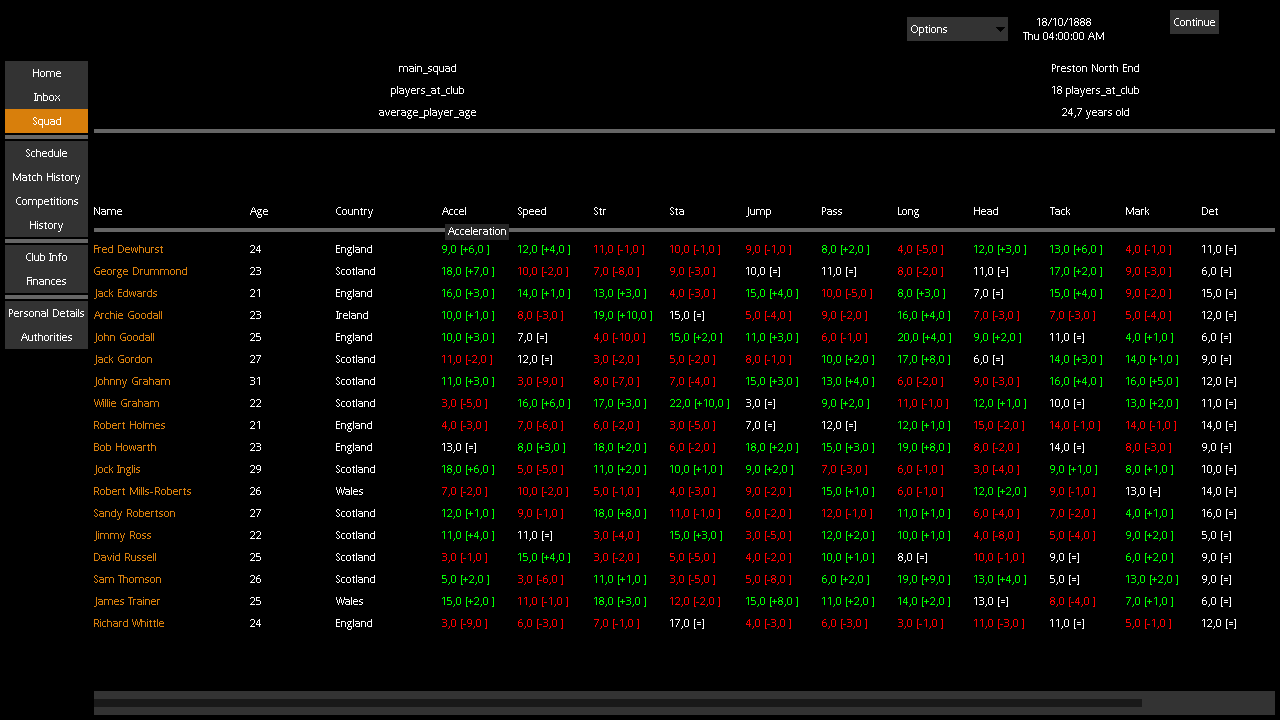 18/10/1888
Options
Continue
Thu 04:00:00 AM
Home
main_squad Preston North End
Inbox
players_at_club 18 players_at_club
Squad
average_player_age 24,7 years old
Schedule
Match History
Competitions
History
Club Info
Finances
Personal Details
Authorities
Name Age Country Accel Speed Str Sta Jump Pass Long Head Tack Mark Det
Acceleration
Fred Dewhurst 24 England 9,0 [+6,0 ] 12,0 [+4,0 ] 11,0 [-1,0 ] 10,0 [-1,0 ] 9,0 [-1,0 ] 8,0 [+2,0 ] 4,0 [-5,0 ] 12,0 [+3,0 ] 13,0 [+6,0 ] 4,0 [-1,0 ] 11,0 [=]
George Drummond 23 Scotland 18,0 [+7,0 ] 10,0 [-2,0 ] 7,0 [-8,0 ] 9,0 [-3,0 ] 10,0 [=] 11,0 [=] 8,0 [-2,0 ] 11,0 [=] 17,0 [+2,0 ] 9,0 [-3,0 ] 6,0 [=]
Jack Edwards 21 England 16,0 [+3,0 ] 14,0 [+1,0 ] 13,0 [+3,0 ] 4,0 [-3,0 ] 15,0 [+4,0 ] 10,0 [-5,0 ] 8,0 [+3,0 ] 7,0 [=] 15,0 [+4,0 ] 9,0 [-2,0 ] 15,0 [=]
Archie Goodall 23 Ireland 10,0 [+1,0 ] 8,0 [-3,0 ] 19,0 [+10,0 ] 15,0 [=] 5,0 [-4,0 ] 9,0 [-2,0 ] 16,0 [+4,0 ] 7,0 [-3,0 ] 7,0 [-3,0 ] 5,0 [-4,0 ] 12,0 [=]
John Goodall 25 England 10,0 [+3,0 ] 7,0 [=] 4,0 [-10,0 ] 15,0 [+2,0 ] 11,0 [+3,0 ] 6,0 [-1,0 ] 20,0 [+4,0 ] 9,0 [+2,0 ] 11,0 [=] 4,0 [+1,0 ] 6,0 [=]
Jack Gordon 27 Scotland 11,0 [-2,0 ] 12,0 [=] 3,0 [-2,0 ] 5,0 [-2,0 ] 8,0 [-1,0 ] 10,0 [+2,0 ] 17,0 [+8,0 ] 6,0 [=] 14,0 [+3,0 ] 14,0 [+1,0 ] 9,0 [=]
Johnny Graham 31 Scotland 11,0 [+3,0 ] 3,0 [-9,0 ] 8,0 [-7,0 ] 7,0 [-4,0 ] 15,0 [+3,0 ] 13,0 [+4,0 ] 6,0 [-2,0 ] 9,0 [-3,0 ] 16,0 [+4,0 ] 16,0 [+5,0 ] 12,0 [=]
Willie Graham 22 Scotland 3,0 [-5,0 ] 16,0 [+6,0 ] 17,0 [+3,0 ] 22,0 [+10,0 ] 3,0 [=] 9,0 [+2,0 ] 11,0 [-1,0 ] 12,0 [+1,0 ] 10,0 [=] 13,0 [+2,0 ] 11,0 [=]
Robert Holmes 21 England 4,0 [-3,0 ] 7,0 [-6,0 ] 6,0 [-2,0 ] 3,0 [-5,0 ] 7,0 [=] 12,0 [=] 12,0 [+1,0 ] 15,0 [-2,0 ] 14,0 [-1,0 ] 14,0 [-1,0 ] 9,0 [=]
Bob Howarth 23 England 13,0 [=] 8,0 [+3,0 ] 18,0 [+2,0 ] 6,0 [-2,0 ] 18,0 [+2,0 ] 15,0 [+3,0 ] 19,0 [+8,0 ] 8,0 [-2,0 ] 14,0 [=] 8,0 [-3,0 ] 9,0 [=]
Jock Inglis 29 Scotland 18,0 [+6,0 ] 5,0 [-5,0 ] 11,0 [+2,0 ] 10,0 [+1,0 ] 9,0 [+2,0 ] 7,0 [-3,0 ] 6,0 [-1,0 ] 3,0 [-4,0 ] 9,0 [+1,0 ] 8,0 [+1,0 ] 10,0 [=]
Robert Mills-Roberts 26 Wales 7,0 [-2,0 ] 10,0 [-2,0 ] 5,0 [-1,0 ] 4,0 [-3,0 ] 9,0 [-2,0 ] 15,0 [+1,0 ] 6,0 [-1,0 ] 12,0 [+2,0 ] 9,0 [-1,0 ] 13,0 [=] 14,0 [=]
Sandy Robertson 27 Scotland 12,0 [+1,0 ] 9,0 [-1,0 ] 18,0 [+8,0 ] 11,0 [-1,0 ] 6,0 [-2,0 ] 12,0 [-1,0 ] 11,0 [+1,0 ] 6,0 [-4,0 ] 7,0 [-2,0 ] 4,0 [+1,0 ] 16,0 [=]
Jimmy Ross 22 Scotland 11,0 [+4,0 ] 11,0 [=] 3,0 [-4,0 ] 15,0 [+3,0 ] 3,0 [-5,0 ] 12,0 [+2,0 ] 10,0 [+1,0 ] 4,0 [-8,0 ] 5,0 [-4,0 ] 9,0 [+2,0 ] 5,0 [=]
David Russell 25 Scotland 3,0 [-1,0 ] 15,0 [+4,0 ] 3,0 [-2,0 ] 5,0 [-5,0 ] 4,0 [-2,0 ] 10,0 [+1,0 ] 8,0 [=] 10,0 [-1,0 ] 9,0 [=] 6,0 [+2,0 ] 9,0 [=]
Sam Thomson 26 Scotland 5,0 [+2,0 ] 3,0 [-6,0 ] 11,0 [+1,0 ] 3,0 [-5,0 ] 5,0 [-8,0 ] 6,0 [+2,0 ] 19,0 [+9,0 ] 13,0 [+4,0 ] 5,0 [=] 13,0 [+2,0 ] 9,0 [=]
James Trainer 25 Wales 15,0 [+2,0 ] 11,0 [-1,0 ] 18,0 [+3,0 ] 12,0 [-2,0 ] 15,0 [+8,0 ] 11,0 [+2,0 ] 14,0 [+2,0 ] 13,0 [=] 8,0 [-4,0 ] 7,0 [+1,0 ] 6,0 [=]
Richard Whittle 24 England 3,0 [-9,0 ] 6,0 [-3,0 ] 7,0 [-1,0 ] 17,0 [=] 4,0 [-3,0 ] 6,0 [-3,0 ] 3,0 [-1,0 ] 11,0 [-3,0 ] 11,0 [=] 5,0 [-1,0 ] 12,0 [=]